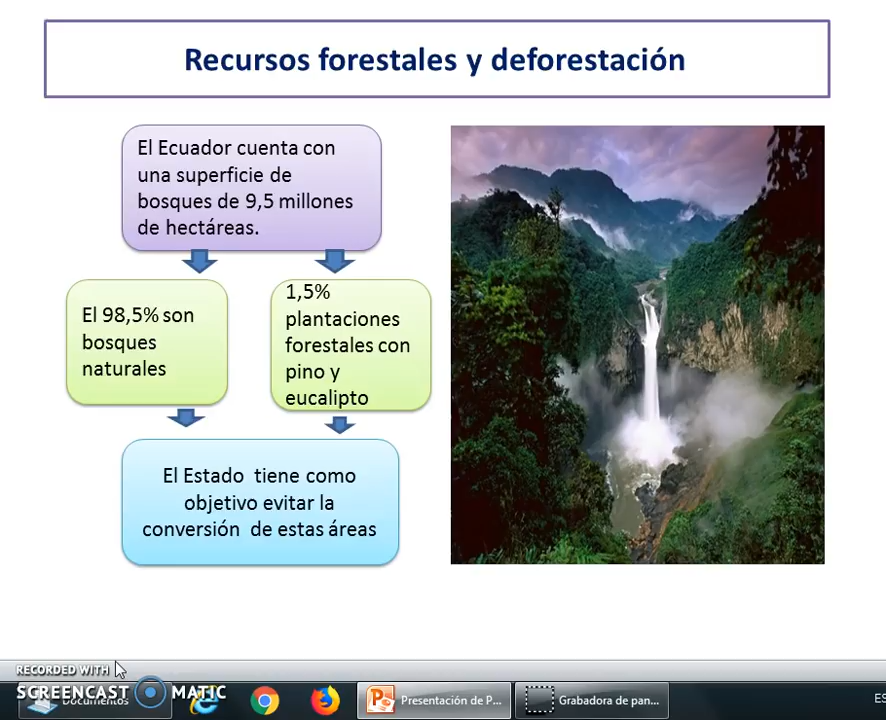 Recursos forestales y deforestación
El Ecuador cuenta con
una superficie de
bosques de 9,5 millones
de hectáreas.
El 98,5% son
bosques
naturales
1,5%
plantaciones
forestales con
pino y
eucalipto
El Estado tiene como
objetivo evitar la
conversión de estas áreas
RECORDED WITH
SCREENCAST MATIC
Documentos
Presentación de P...
Grabadora de pan...
ES